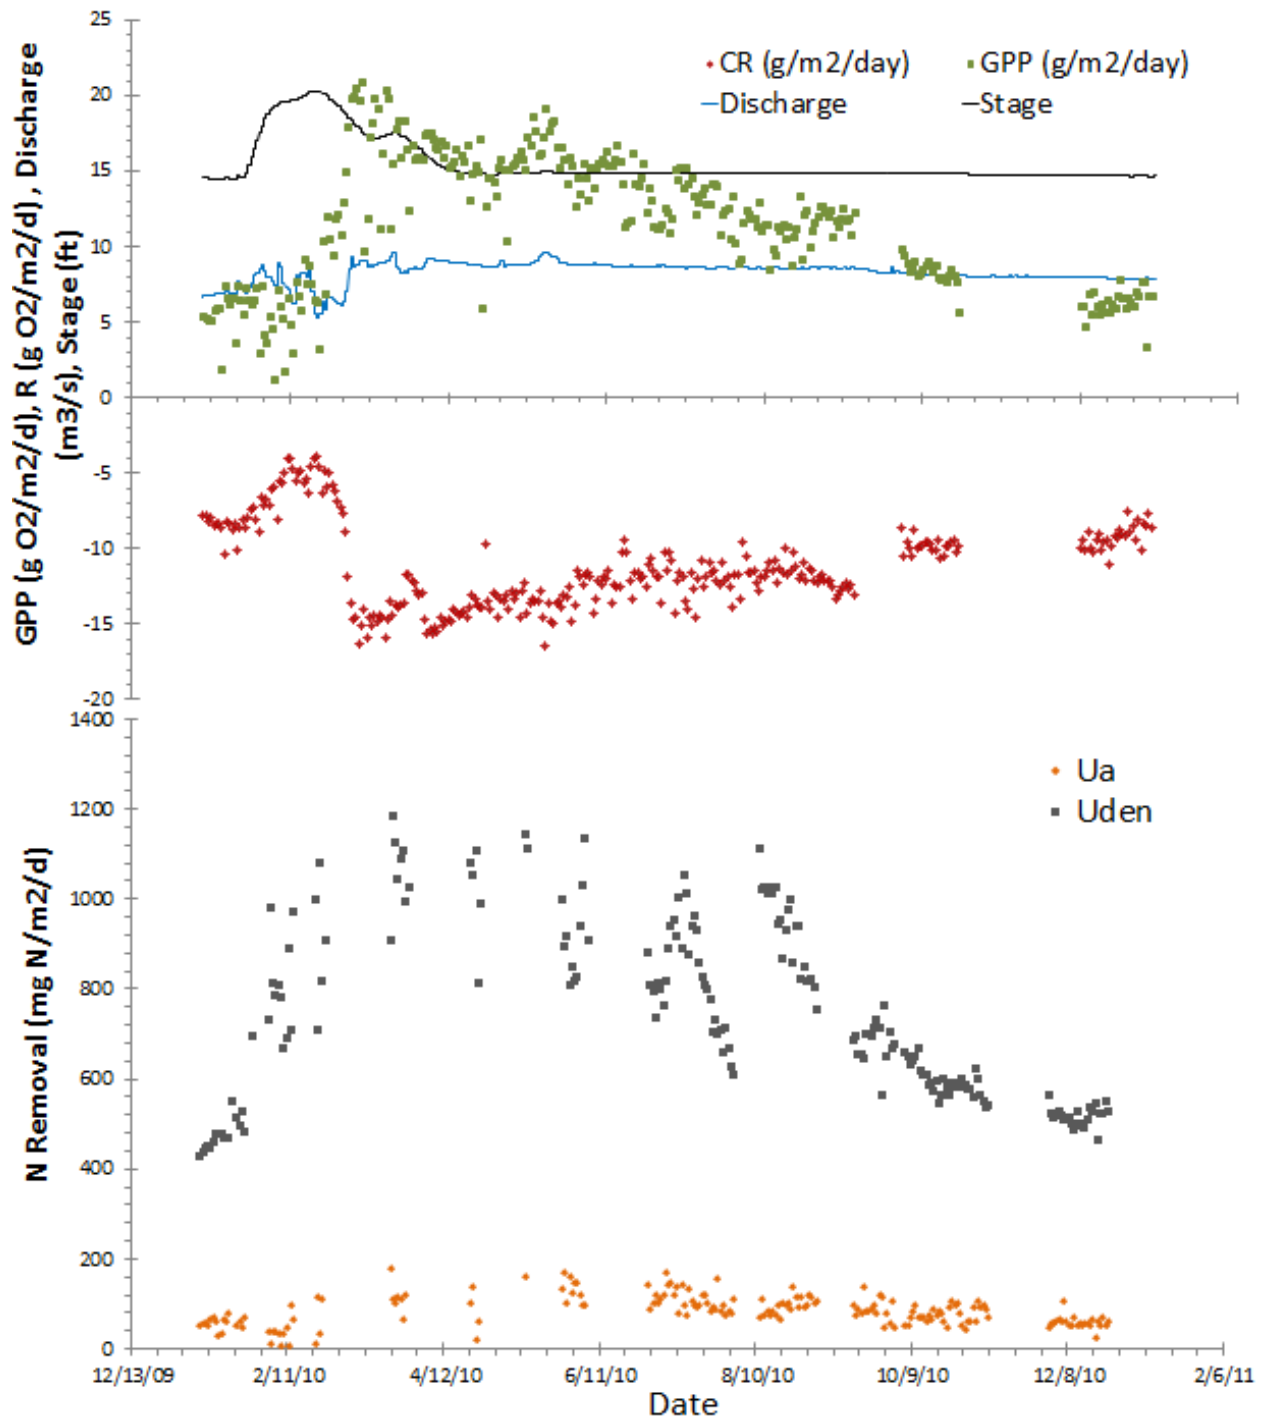 25
20
15
10
5
0
-5
-10
-15
-20
CR (g/m2/day) GPP (g/m2/day)
Discharge Stage
GPP (g O2/m2/d), R (g O2/m2/d) , Discharge
(m3/s), Stage (ft)
1400
1200
1000
800
600
400
200
0
Ua
Uden
N Removal (mg N/m2/d)
12/13/09 2/11/10 4/12/10 6/11/10 8/10/10 10/9/10 12/8/10 2/6/11
Date